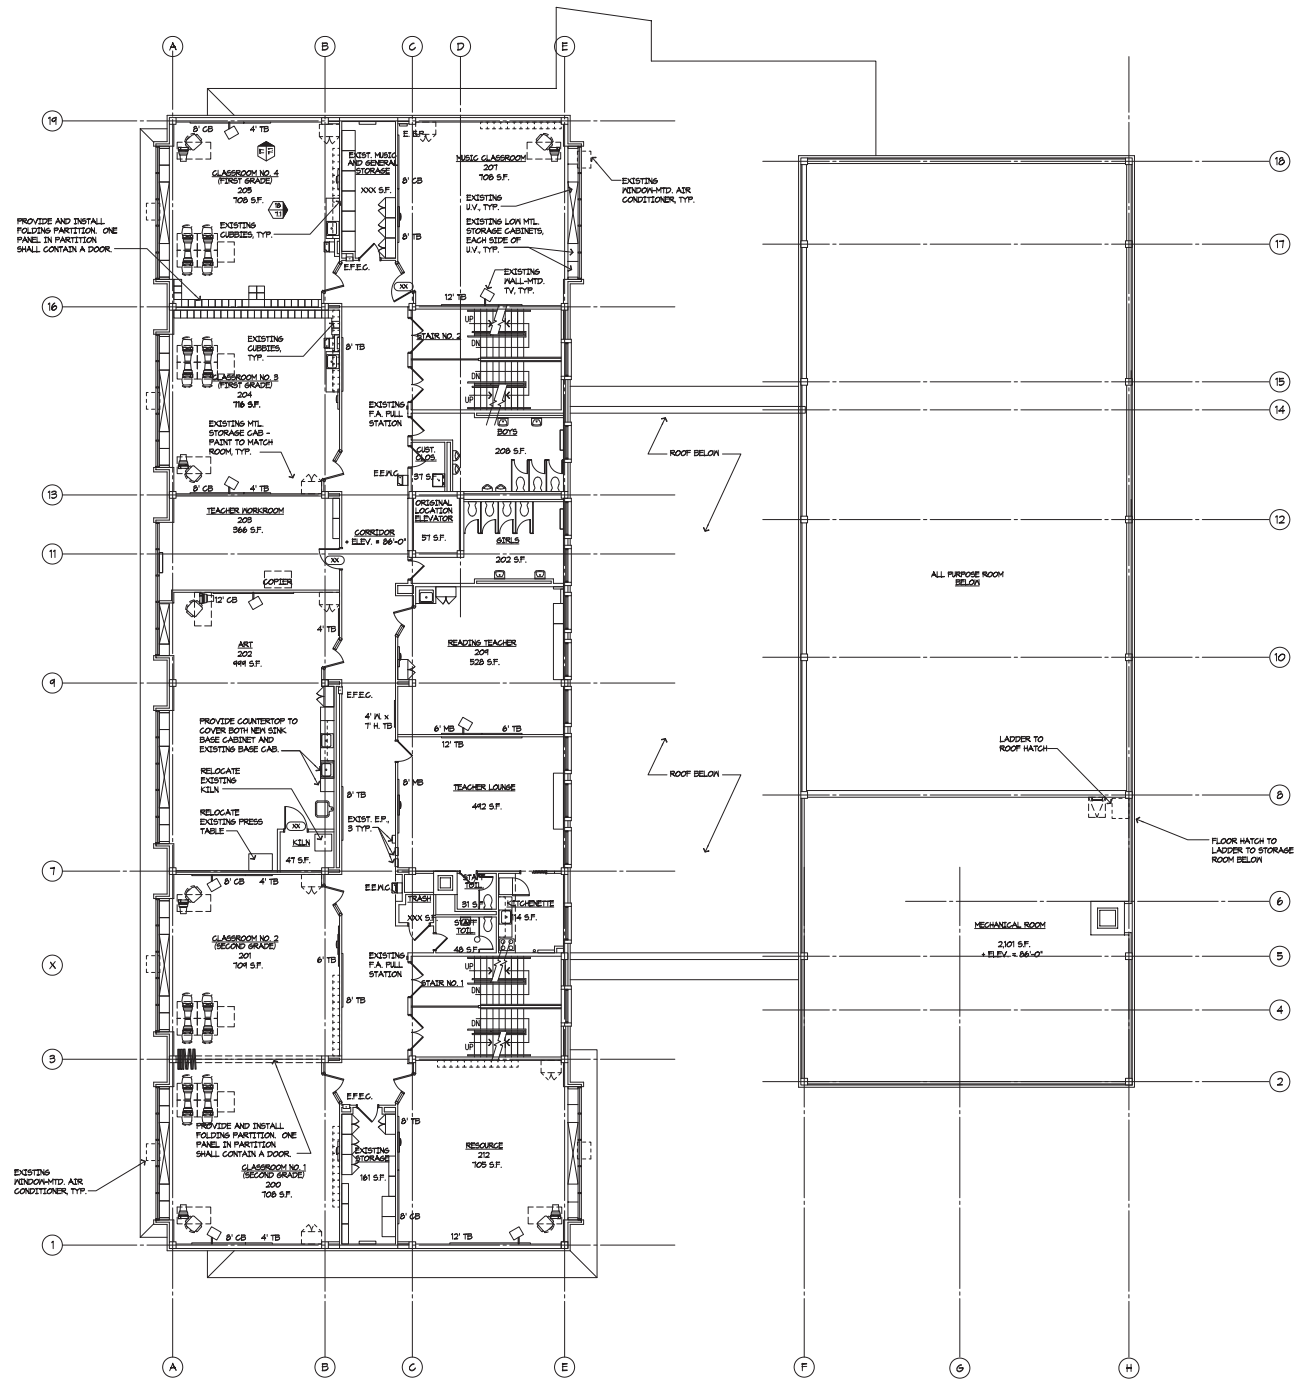 A
B
C
D
E
19
8' CB
4' TB
E.E.P.
CLASSROOM NO. 4
(FIRST GRADE)
205
708 S.F.
EXIST. MUSIC
AND GENERAL
STORAGE
XXX S.F.
MUSIC CLASSROOM
207
708 S.F.
8' CB
8' TB
18
EXISTING
WINDOW-MTD. AIR
CONDITIONER, TYP.
EXISTING
U.V., TYP.
EXISTING LOW MTL.
STORAGE CABINETS,
EACH SIDE OF
U.V., TYP.
PROVIDE AND INSTALL
FOLDING PARTITION. ONE
PANEL IN PARTITION
SHALL CONTAIN A DOOR.
EXISTING
CUBBIES, TYP.
17
E.F.E.C.
XX
EXISTING
WALL-MTD.
TV, TYP.
12' TB
16
UP
STAIR NO. 2
DN
EXISTING
CUBBIES,
TYP.
8' TB
CLASSROOM NO. 3
(FIRST GRADE)
204
716 S.F.
DN
UP
15
14
EXISTING
F.A. PULL
STATION
EXISTING MTL.
STORAGE CAB -
PAINT TO MATCH
ROOM, TYP.
BOYS
208 S.F.
CUST.
CLOS.
37 S.F.
E.E.W.C.
ROOF BELOW
8' CB
4' TB
13
TEACHER WORKROOM
203
366 S.F.
ORIGINAL
LOCATION
ELEVATOR
57 S.F.
CORRIDOR
+ ELEV. = 86'-0"
GIRLS
202 S.F.
12
11
XX
COPIER
ALL PURPOSE ROOM
BELOW
12' CB
4' TB
ART
202
999 S.F.
READING TEACHER
209
528 S.F.
10
9
E.F.E.C.
4' W. x
7' H. TB
PROVIDE COUNTERTOP TO
COVER BOTH NEW SINK
BASE CABINET AND
EXISTING BASE CAB.
6' MB
8' TB
12' TB
LADDER TO
ROOF HATCH
RELOCATE
EXISTING
KILN
8' MB
TEACHER LOUNGE
492 S.F.
8' TB
ROOF BELOW
8
RELOCATE
EXISTING PRESS
TABLE
XX
KILN
47 S.F.
EXIST. E.P.,
3 TYP.
FLOOR HATCH TO
LADDER TO STORAGE
ROOM BELOW
7
8' CB
4' TB
E.E.W.C.
TRASH
XXX S.F.
STAFF
TOIL.
31 S.F.
KITCHENETTE
114 S.F.
STAFF
TOIL.
48 S.F.
6
CLASSROOM NO. 2
(SECOND GRADE)
201
709 S.F.
MECHANICAL ROOM
2,101 S.F.
+ ELEV. = 86'-0"
X
6' TB
EXISTING
F.A. PULL
STATION
5
UP
STAIR NO. 1
DN
8' TB
4
DN
UP
3
2
E.F.E.C.
PROVIDE AND INSTALL
FOLDING PARTITION. ONE
PANEL IN PARTITION
SHALL CONTAIN A DOOR.
8' TB
EXISTING
STORAGE
181 S.F.
RESOURCE
212
705 S.F.
EXISTING
WINDOW-MTD. AIR
CONDITIONER, TYP.
CLASSROOM NO. 1
(SECOND GRADE)
200
708 S.F.
8' CB
8' CB
4' TB
12' TB
1
A
B
C
E
F
G
H